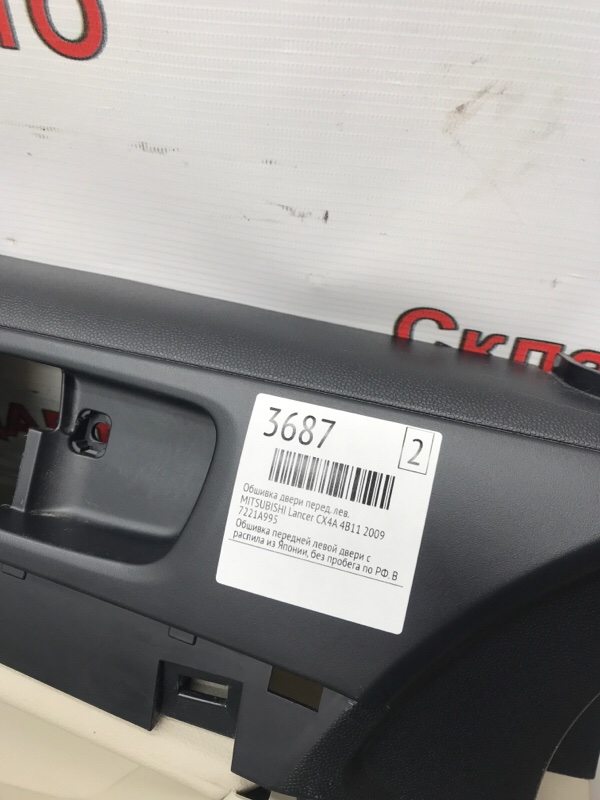 3687
2
Обшивка двери перед. лев.
MITSUBISHI Lancer CX4A 4B11 2009
7221A995
Обшивка передней левой двери с
распила из Японии, без пробега по РФ. В